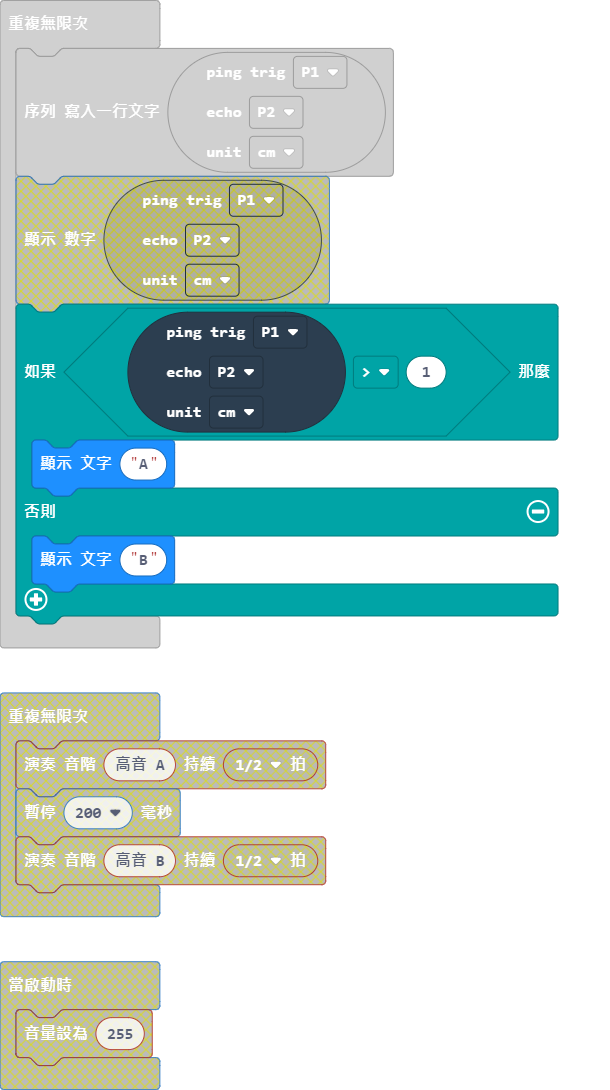 重複無限次
ping trig P1
序列 寫入一行文字 echo P2
unit cm
ping trig P1
顯示 數字 echo P2
unit cm
ping trig P1
如果 echo P2 > 1 那麼
unit cm
顯示 文字 "A"
否則
顯示 文字 "B"
重複無限次
演奏 音階 高音 A 持續 1/2 拍
暫停 200 毫秒
演奏 音階 高音 B 持續 1/2 拍
當啟動時
音量設為 255